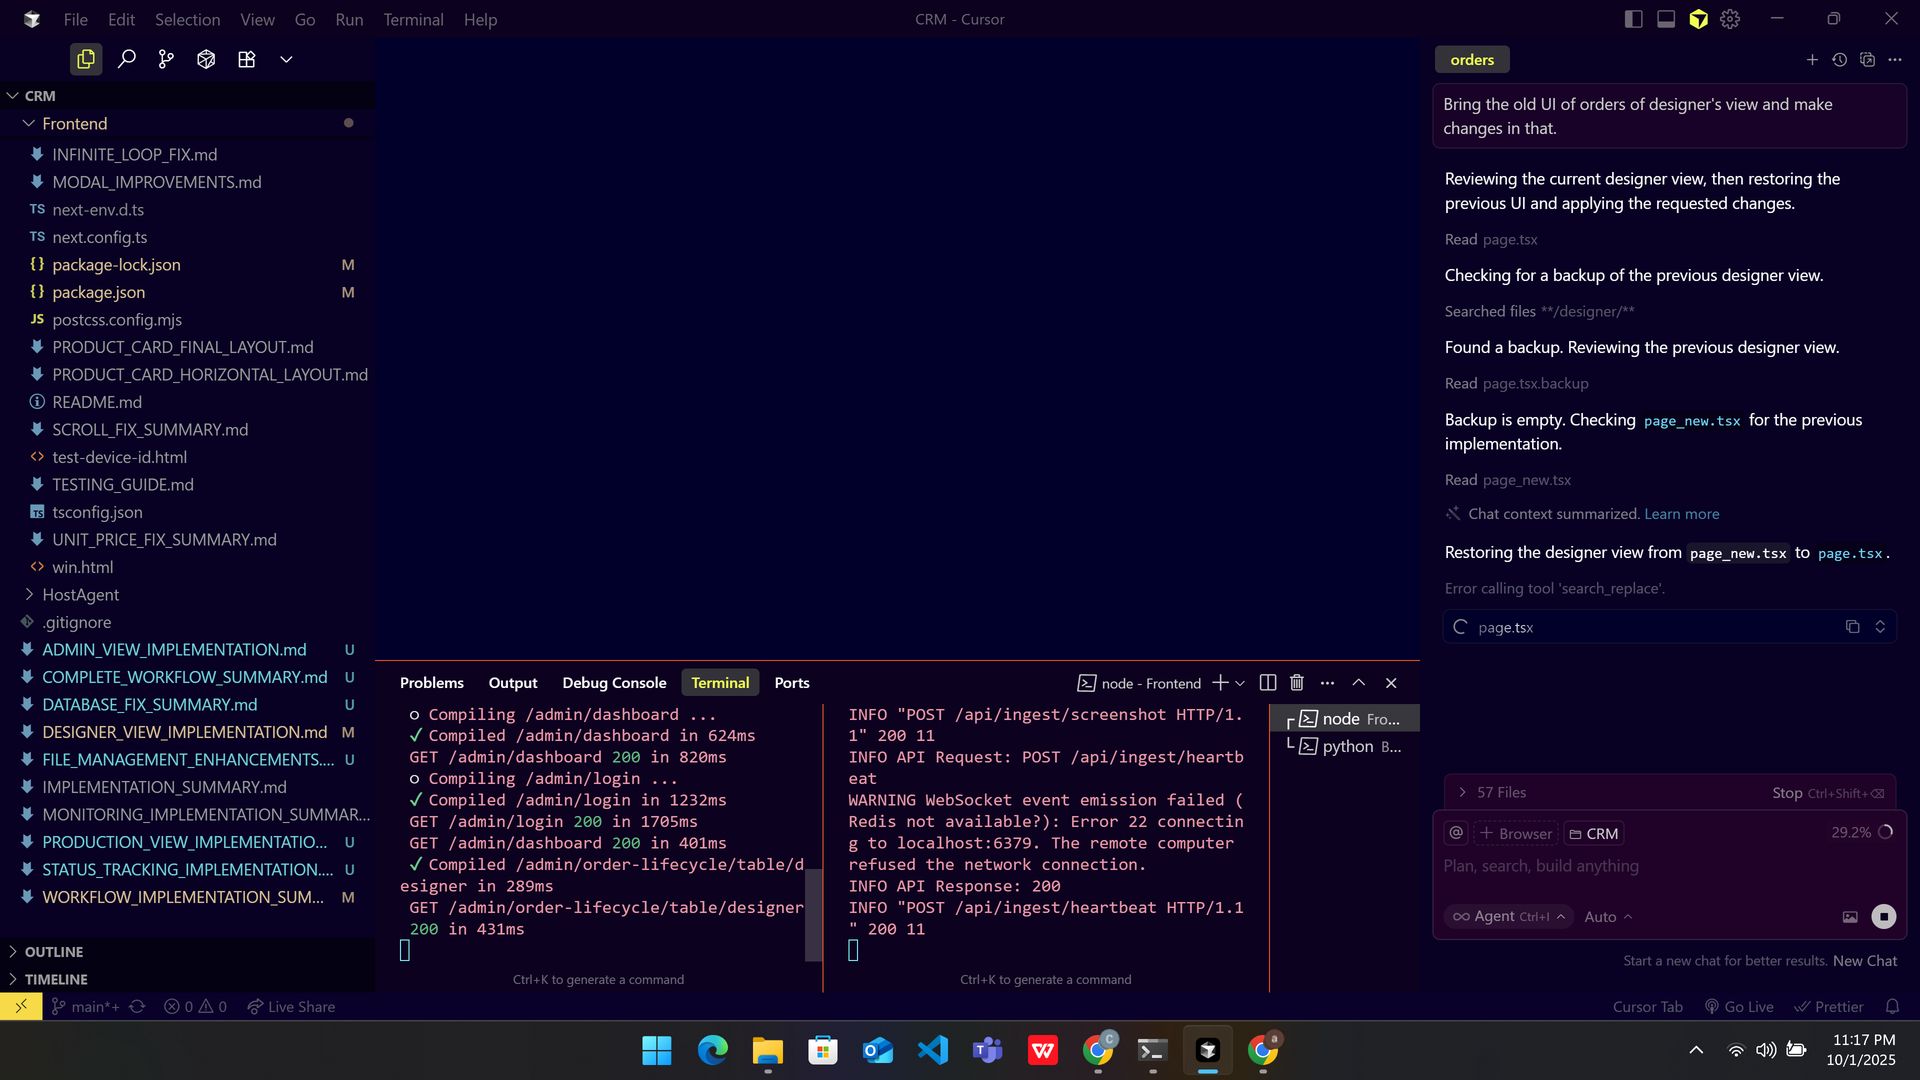 File Edit Selection View Go Run Terminal Help
CRM - Cursor
CRM
Frontend
INFINITE_LOOP_FIX.md
MODAL_IMPROVEMENTS.md
TS next-env.d.ts
TS next.config.ts
{} package-lock.json M
{} package.json M
JS postcss.config.mjs
PRODUCT_CARD_FINAL_LAYOUT.md
PRODUCT_CARD_HORIZONTAL_LAYOUT.md
README.md
SCROLL_FIX_SUMMARY.md
<> test-device-id.html
TESTING_GUIDE.md
TS tsconfig.json
UNIT_PRICE_FIX_SUMMARY.md
<> win.html
HostAgent
.gitignore
ADMIN_VIEW_IMPLEMENTATION.md U
COMPLETE_WORKFLOW_SUMMARY.md U
DATABASE_FIX_SUMMARY.md U
DESIGNER_VIEW_IMPLEMENTATION.md M
FILE_MANAGEMENT_ENHANCEMENTS.... U
IMPLEMENTATION_SUMMARY.md
MONITORING_IMPLEMENTATION_SUMMAR...
PRODUCTION_VIEW_IMPLEMENTATIO... U
STATUS_TRACKING_IMPLEMENTATION.... U
WORKFLOW_IMPLEMENTATION_SUM... M
OUTLINE
TIMELINE
Problems Output Debug Console Terminal Ports
node - Frontend
○ Compiling /admin/dashboard ...
✓ Compiled /admin/dashboard in 624ms
GET /admin/dashboard 200 in 820ms
○ Compiling /admin/login ...
✓ Compiled /admin/login in 1232ms
GET /admin/login 200 in 1705ms
GET /admin/dashboard 200 in 401ms
✓ Compiled /admin/order-lifecycle/table/d
esigner in 289ms
GET /admin/order-lifecycle/table/designer
200 in 431ms
Ctrl+K to generate a command
INFO "POST /api/ingest/screenshot HTTP/1.
1" 200 11
INFO API Request: POST /api/ingest/heartb
eat
WARNING WebSocket event emission failed (
Redis not available?): Error 22 connectin
g to localhost:6379. The remote computer
refused the network connection.
INFO API Response: 200
INFO "POST /api/ingest/heartbeat HTTP/1.1
" 200 11
Ctrl+K to generate a command
node Fro...
python B...
orders
Bring the old UI of orders of designer's view and make
changes in that.
Reviewing the current designer view, then restoring the
previous UI and applying the requested changes.
Read page.tsx
Checking for a backup of the previous designer view.
Searched files **/designer/**
Found a backup. Reviewing the previous designer view.
Read page.tsx.backup
Backup is empty. Checking page_new.tsx for the previous
implementation.
Read page_new.tsx
Chat context summarized. Learn more
Restoring the designer view from page_new.tsx to page.tsx.
Error calling tool 'search_replace'.
page.tsx
57 Files Stop Ctrl+Shift+⌫
@ + Browser CRM 29.2%
Plan, search, build anything
∞ Agent Ctrl+I Auto
Start a new chat for better results. New Chat
main*+ 0 0 Live Share
Cursor Tab Go Live Prettier
11:17 PM
10/1/2025